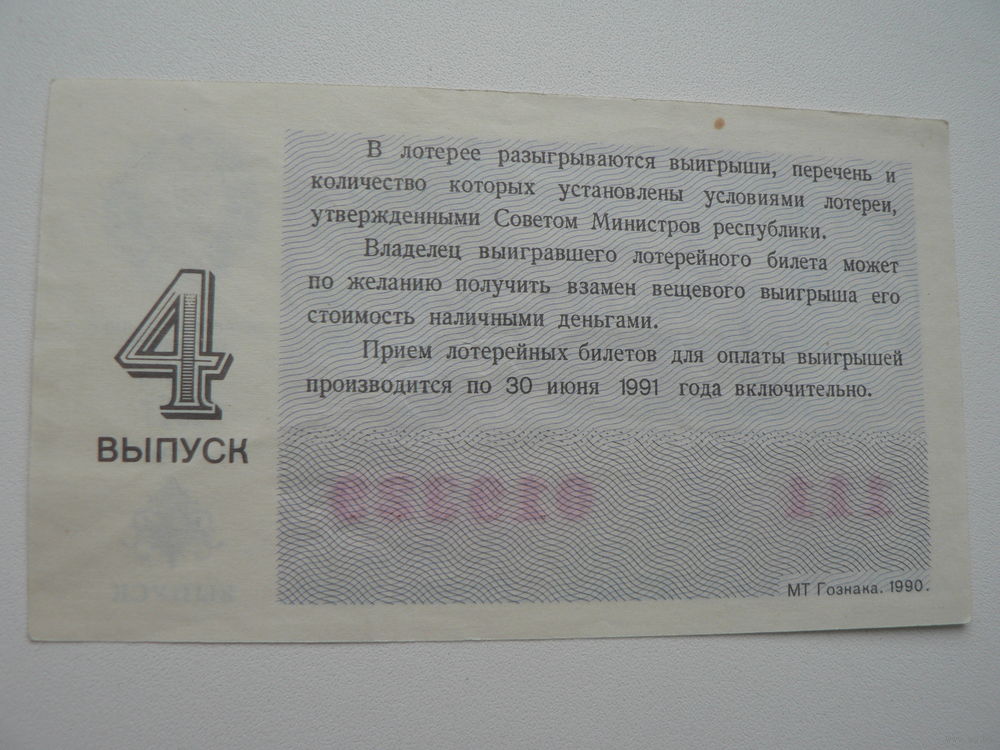 В лотерее разыгрываются выигрыши, перечень и
количество которых установлены условиями лотереи,
утвержденными Советом Министров республики.
Владелец выигравшего лотерейного билета может
по желанию получить взамен вещевого выигрыша его
стоимость наличными деньгами.
Прием лотерейных билетов для оплаты выигрышей
производится по 30 июня 1991 года включительно.
4
ВЫПУСК
МТ Гознака. 1990.